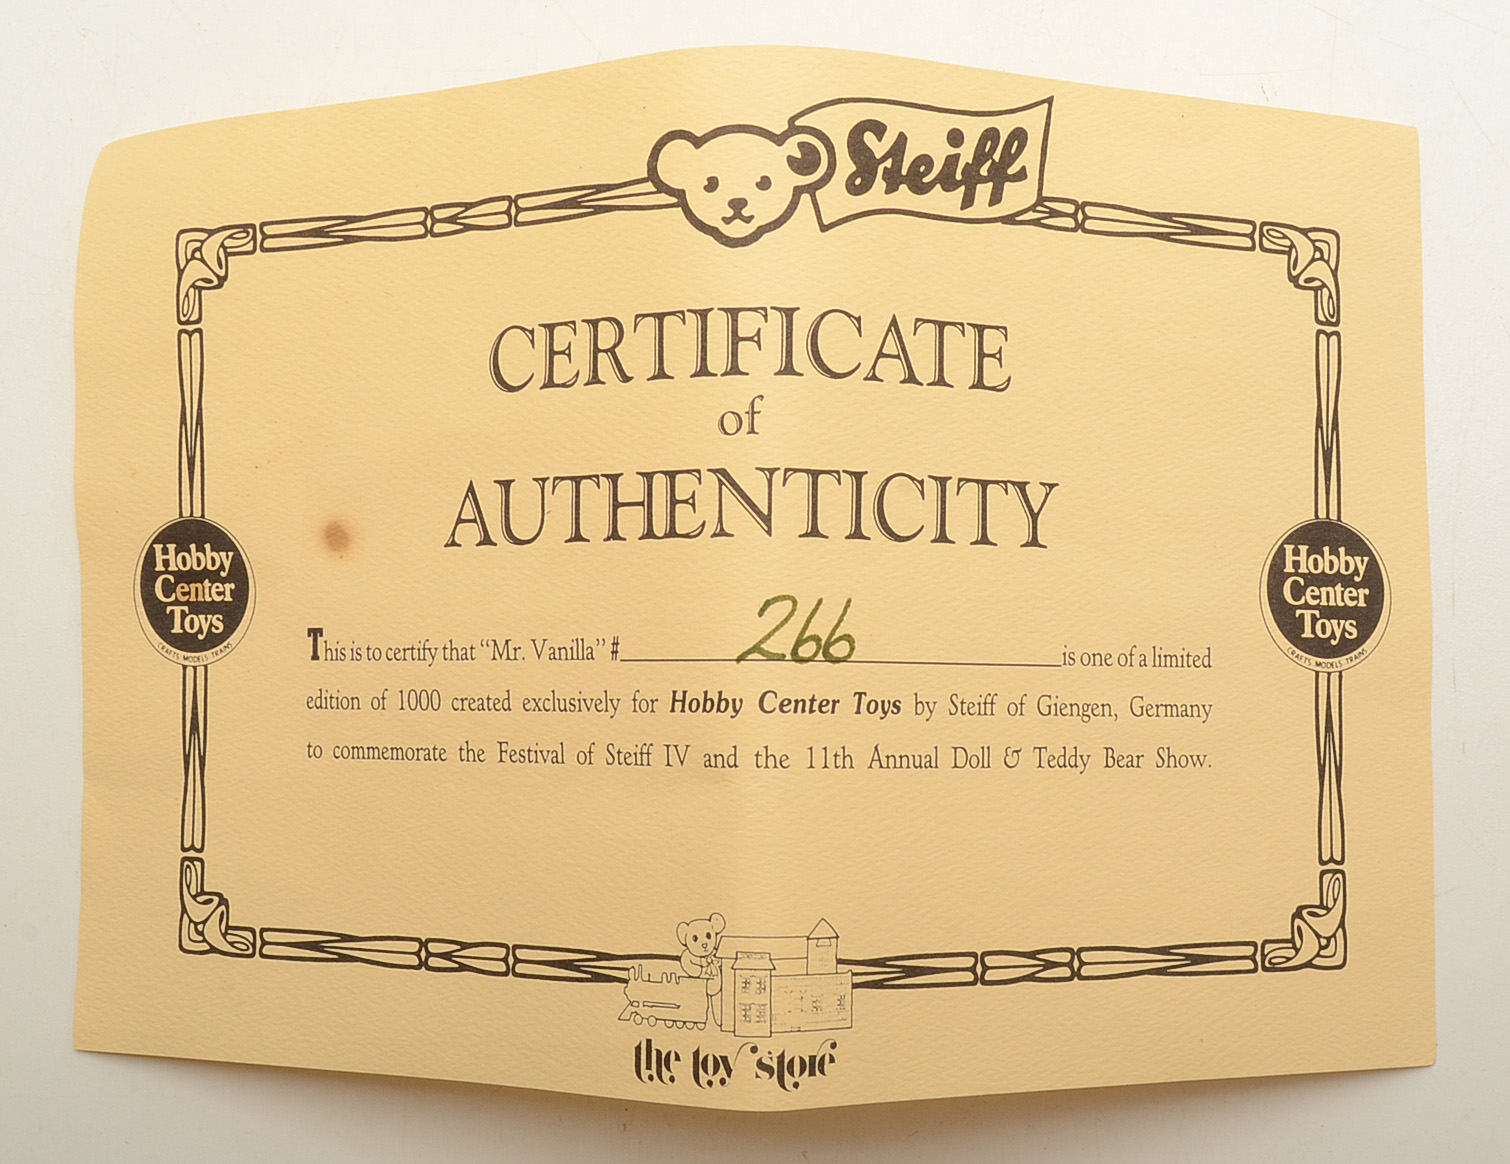 Steiff
CERTIFICATE
of
AUTHENTICITY
Hobby
Center
Toys
CRAFTS MODELS TRAINS
Hobby
Center
Toys
CRAFTS MODELS TRAINS
This is to certify that "Mr. Vanilla" # 266 is one of a limited
edition of 1000 created exclusively for Hobby Center Toys by Steiff of Giengen, Germany
to commemorate the Festival of Steiff IV and the 11th Annual Doll & Teddy Bear Show.
the toy store